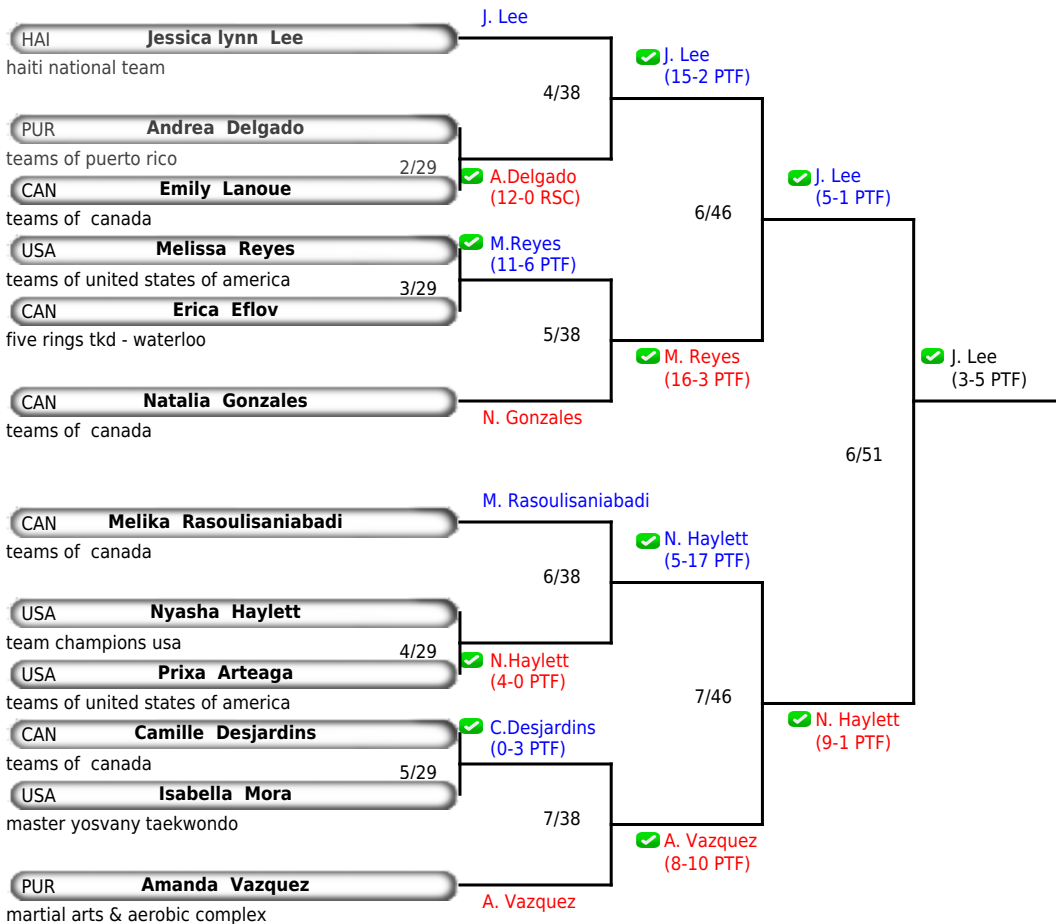 J. Lee
HAI Jessica lynn Lee
haiti national team
J. Lee
(15-2 PTF)
4/38
PUR Andrea Delgado
teams of puerto rico
2/29
A.Delgado
(12-0 RSC)
CAN Emily Lanoue
teams of canada
J. Lee
(5-1 PTF)
6/46
USA Melissa Reyes
teams of united states of america
M.Reyes
(11-6 PTF)
3/29
CAN Erica Eflov
five rings tkd - waterloo
5/38
M. Reyes
(16-3 PTF)
J. Lee
(3-5 PTF)
CAN Natalia Gonzales
teams of canada
N. Gonzales
6/51
M. Rasoulisaniabadi
CAN Melika Rasoulisaniabadi
teams of canada
N. Haylett
(5-17 PTF)
6/38
USA Nyasha Haylett
team champions usa
4/29
N.Haylett
(4-0 PTF)
USA Prixa Arteaga
teams of united states of america
7/46
N. Haylett
(9-1 PTF)
CAN Camille Desjardins
teams of canada
C.Desjardins
(0-3 PTF)
5/29
USA Isabella Mora
master yosvany taekwondo
7/38
A. Vazquez
(8-10 PTF)
PUR Amanda Vazquez
martial arts & aerobic complex
A. Vazquez